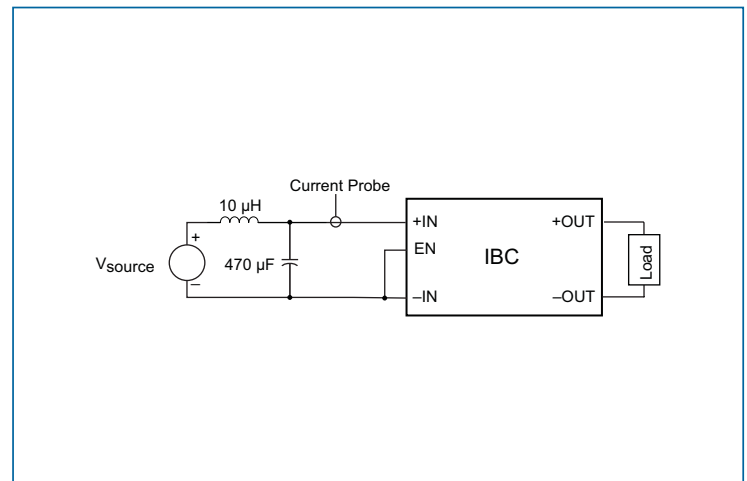 Current Probe
10 µH
+IN
+OUT
+
EN
IBC
Load
Vsource
470 µF
–
–IN
–OUT